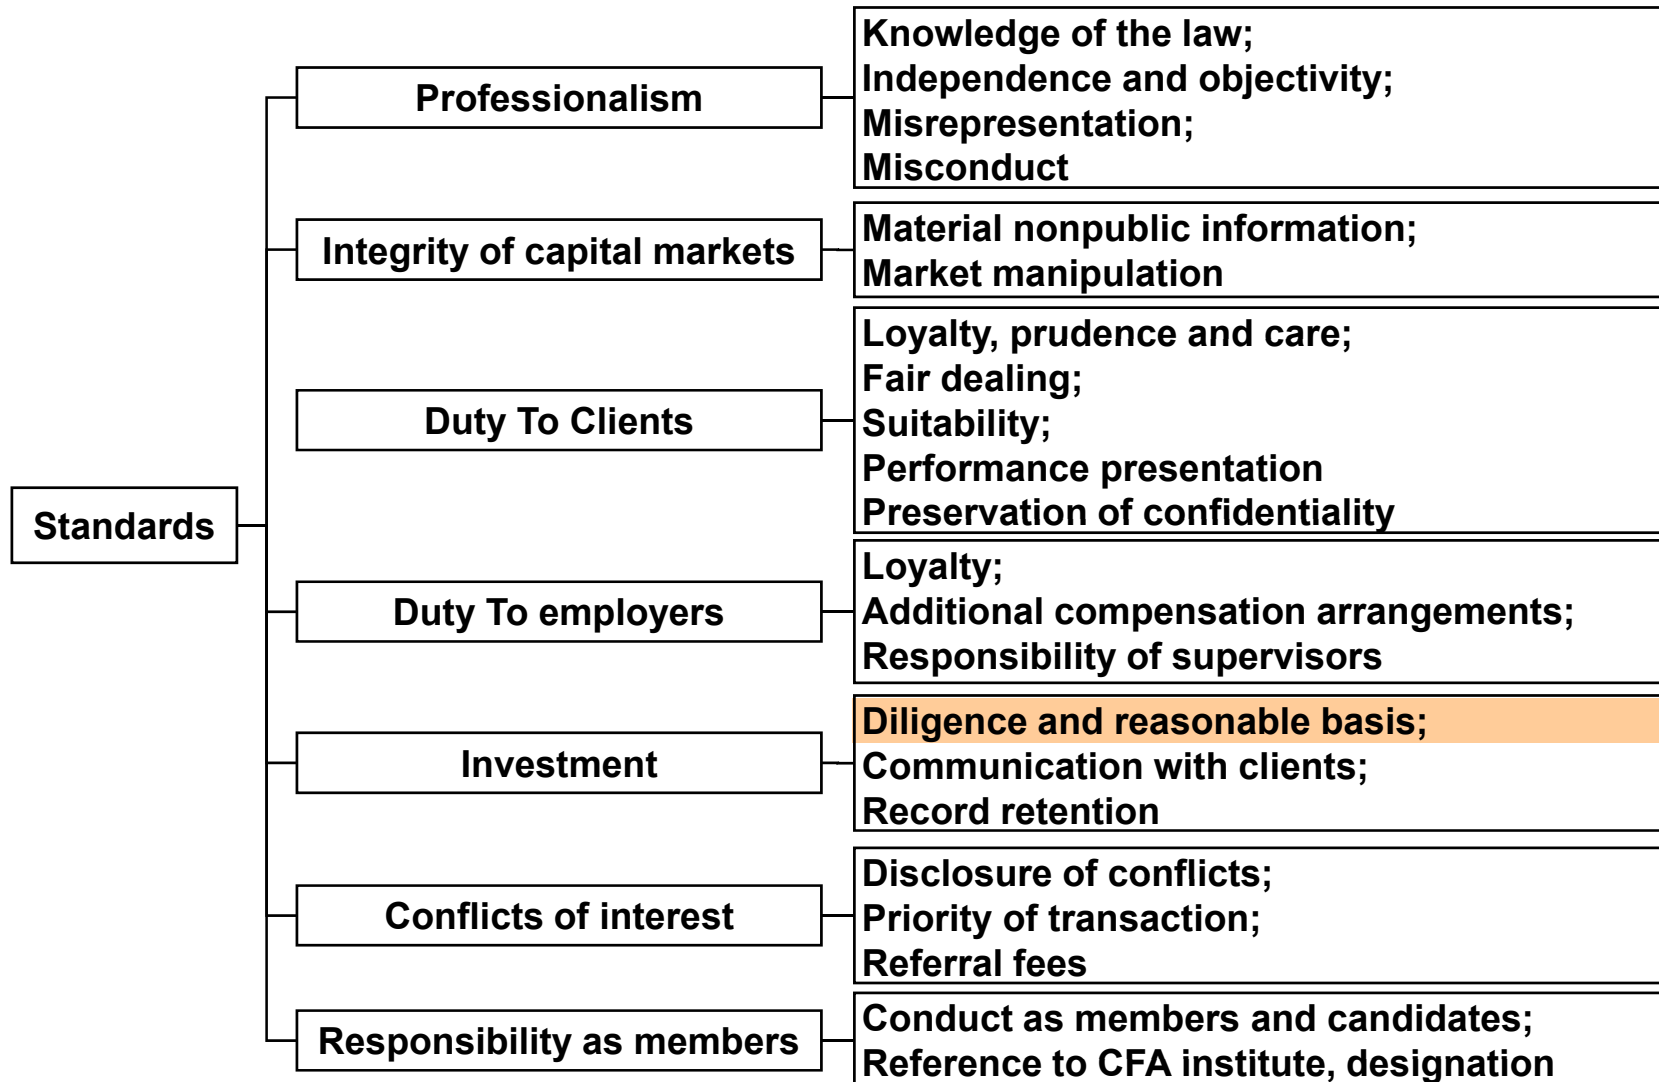 Standards
Professionalism
Knowledge of the law;
Independence and objectivity;
Misrepresentation;
Misconduct
Integrity of capital markets
Material nonpublic information;
Market manipulation
Duty To Clients
Loyalty, prudence and care;
Fair dealing;
Suitability;
Performance presentation
Preservation of confidentiality
Duty To employers
Loyalty;
Additional compensation arrangements;
Responsibility of supervisors
Investment
Diligence and reasonable basis;
Communication with clients;
Record retention
Conflicts of interest
Disclosure of conflicts;
Priority of transaction;
Referral fees
Responsibility as members
Conduct as members and candidates;
Reference to CFA institute, designation